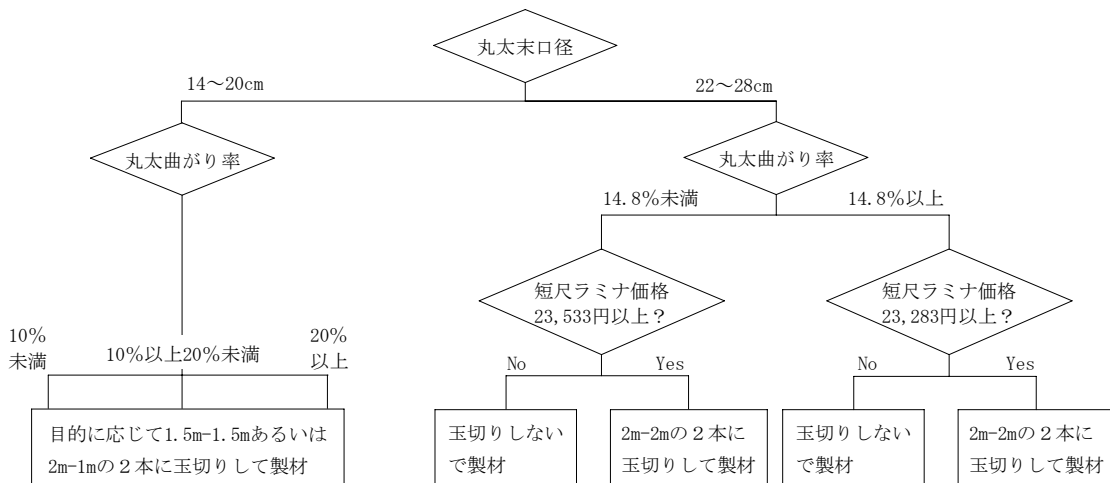 丸太末口径
14～20cm
22～28cm
丸太曲がり率
丸太曲がり率
14.8%未満
14.8%以上
短尺ラミナ価格
23,533円以上？
短尺ラミナ価格
23,283円以上？
10%
未満
10%以上20%未満
20%
以上
No
Yes
No
Yes
目的に応じて1.5m-1.5mあるいは
2m-1mの２本に玉切りして製材
玉切りしない
で製材
2m-2mの２本に
玉切りして製材
玉切りしない
で製材
2m-2mの２本に
玉切りして製材